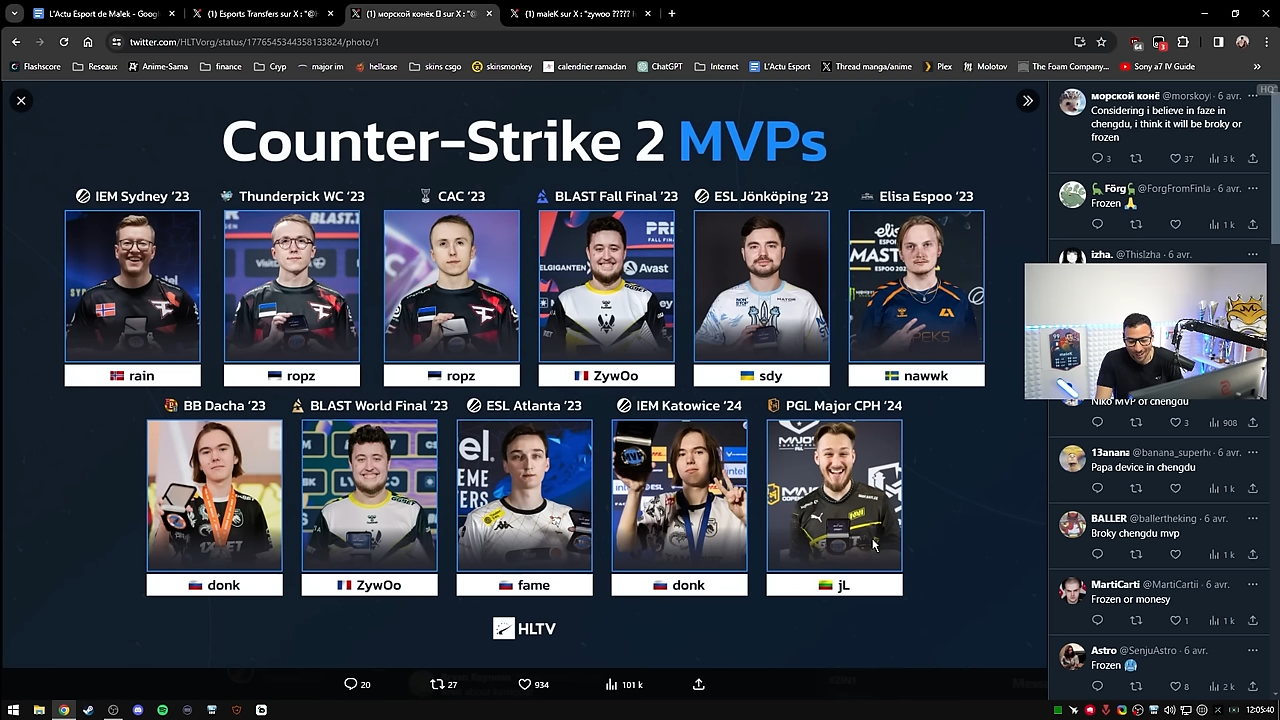 L'Actu Esport de Malek - Googl
(1) Esports Transfers sur X : "@
(1) морской конёк
sur X : "@
(1) maleK sur X : "zywoo ?????
twitter.com/HLTVorg/status/1776545344358133824/photo/1
Flashscore
Reseaux
Anime-Sama
finance
Cryp
major im
hellcase
skins csgo
skinsmonkey
calendrier ramadan
ChatGPT
Internet
L'Actu Esport
Thread manga/anime
Plex
Molotov
The Foam Company...
Sony a7 IV Guide
Counter-Strike 2 MVPs
IEM Sydney '23
Thunderpick WC '23
CAC '23
BLAST Fall Final '23
ESL Jönköping '23
Elisa Espoo '23
rain
ropz
ropz
ZywOo
sdy
nawwk
BB Dacha '23
BLAST World Final '23
ESL Atlanta '23
IEM Katowice '24
PGL Major CPH '24
donk
ZywOo
fame
donk
jL
HLTV
20
27
934
101 k
морской конё @morskoyl · 6 avr.
Considering i believe in faze in
chengdu, i think it will be broky or
frozen
3
37
3 k
HQ
Förg @ForgFromFinla · 6 avr.
Frozen 🙏
1 k
izha. @ThisIzha · 6 avr.
Niko MVP of chengdu
3
908
13anana @banana_superh · 6 avr.
Papa device in chengdu
1 k
BALLER @ballertheking · 6 avr.
Broky chengdu mvp
1 k
MartiCarti @MartiCartii · 6 avr.
Frozen or monesy
1
1 k
Astro @SenjuAstro · 6 avr.
Frozen 🥶
8
2 k
12:05:40